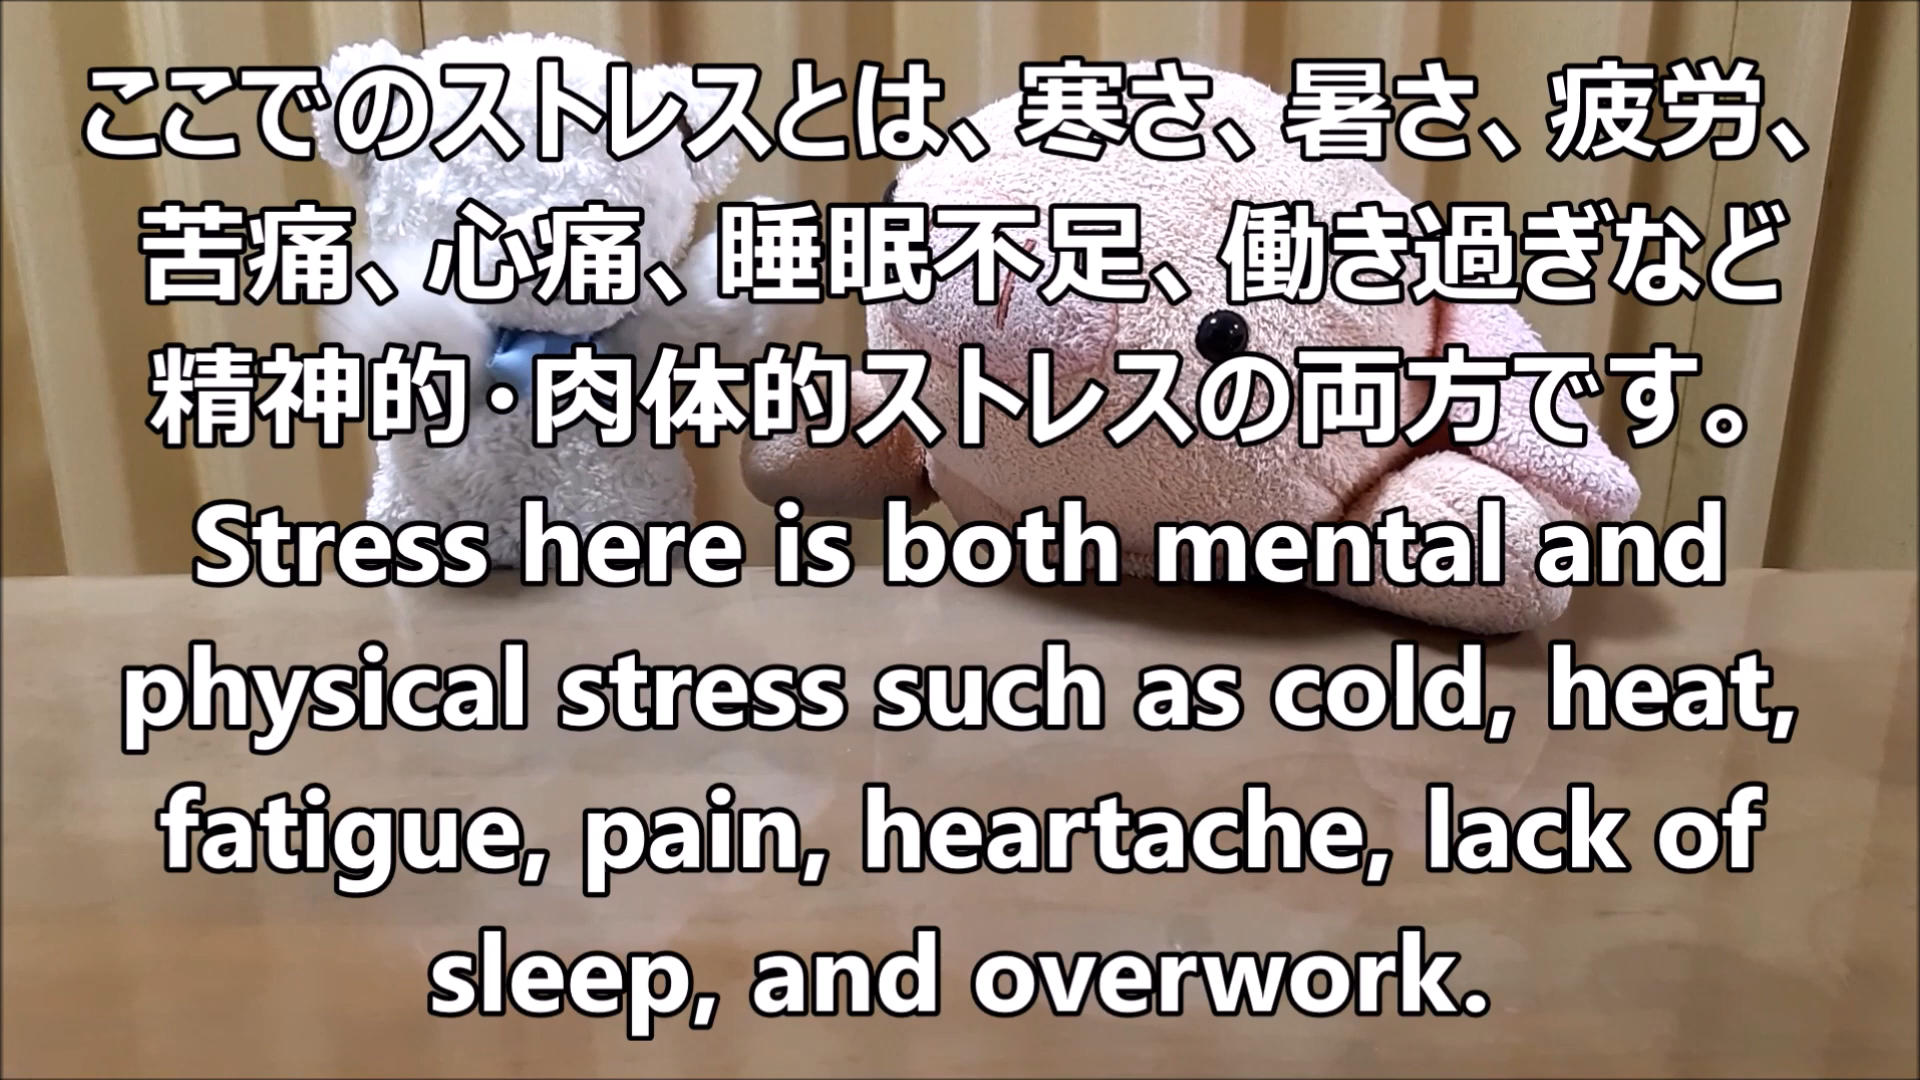 ここでのストレスとは、寒さ、暑さ、疲労、
苦痛、心痛、睡眠不足、働き過ぎなど
精神的・肉体的ストレスの両方です。
Stress here is both mental and
physical stress such as cold, heat,
fatigue, pain, heartache, lack of
sleep, and overwork.